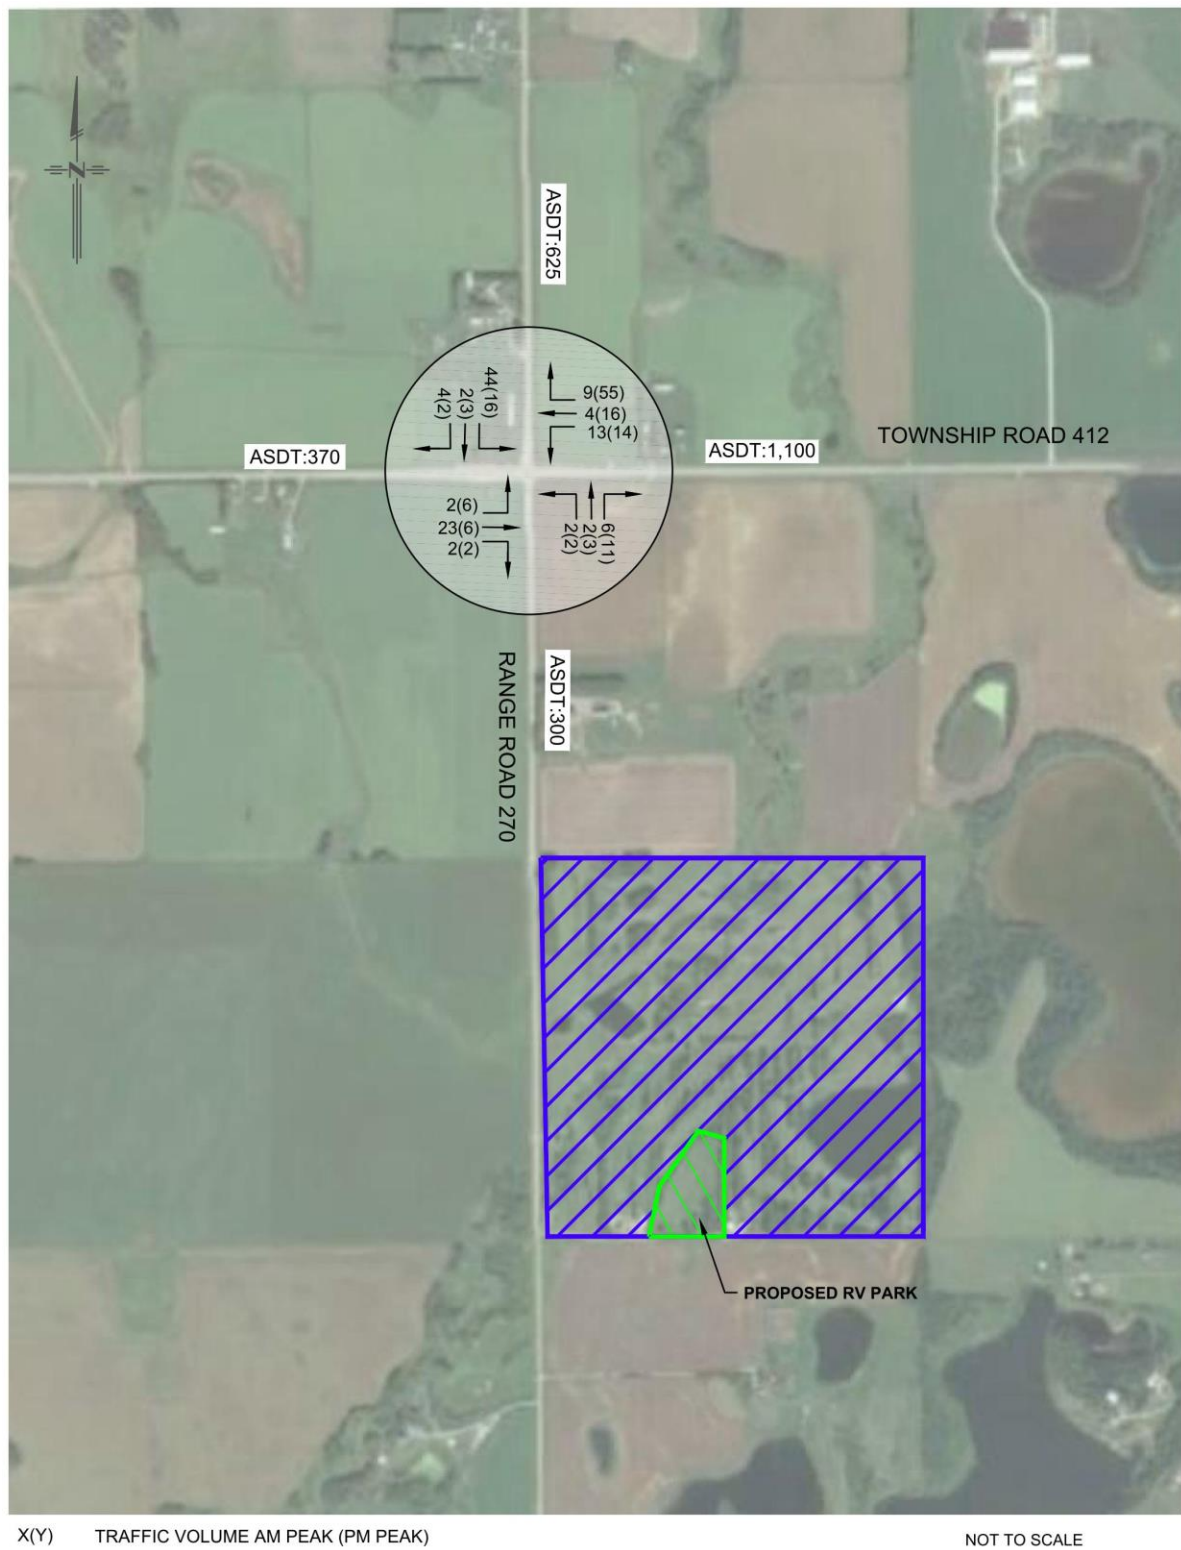 N
ASDT:625
44(16)
2(3)
4(2)
9(55)
4(16)
13(14)
TOWNSHIP ROAD 412
ASDT:370
ASDT:1,100
2(6)
23(6)
2(2)
6(11)
2(3)
2(2)
RANGE ROAD 270
ASDT:300
PROPOSED RV PARK
X(Y) TRAFFIC VOLUME AM PEAK (PM PEAK)
NOT TO SCALE